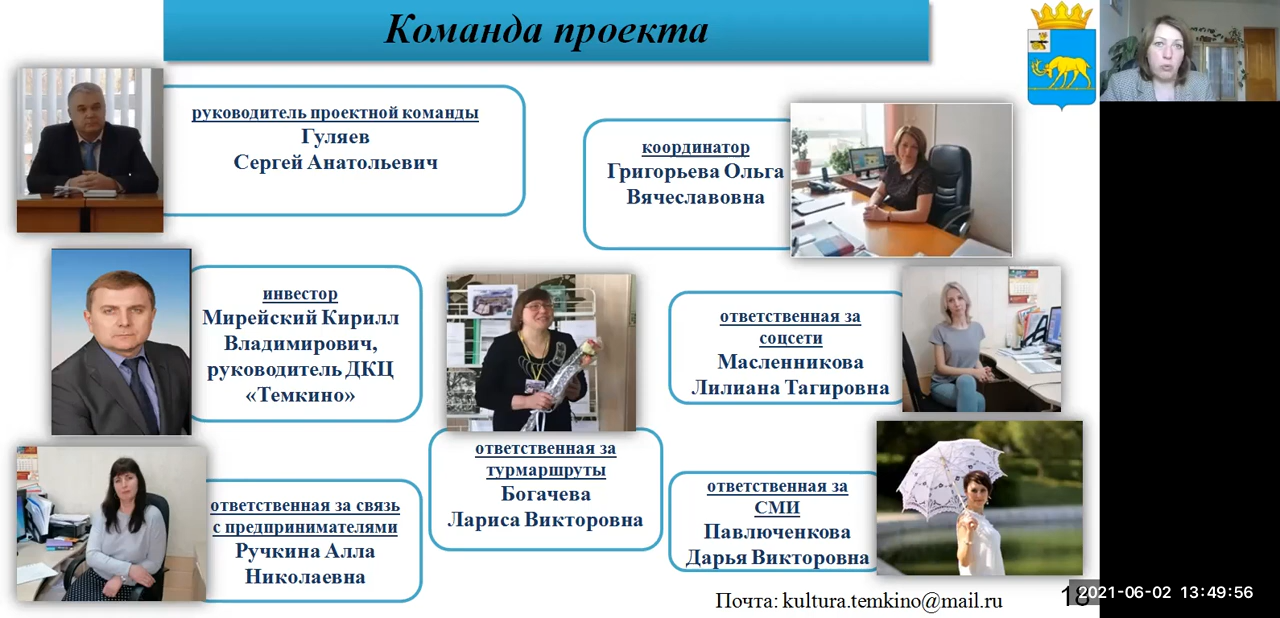 Команда проекта
руководитель проектной команды
Гуляев
Сергей Анатольевич
координатор
Григорьева Ольга
Вячеславовна
инвестор
Мирейский Кирилл
Владимирович,
руководитель ДКЦ
«Темкино»
ответственная за
соцсети
Масленникова
Лилиана Тагировна
ответственная за связь
с предпринимателями
Ручкина Алла
Николаевна
ответственная за
турмаршруты
Богачева
Лариса Викторовна
ответственная за
СМИ
Павлюченкова
Дарья Викторовна
Почта: kultura.temkino@mail.ru
18
2021-06-02 13:49:56